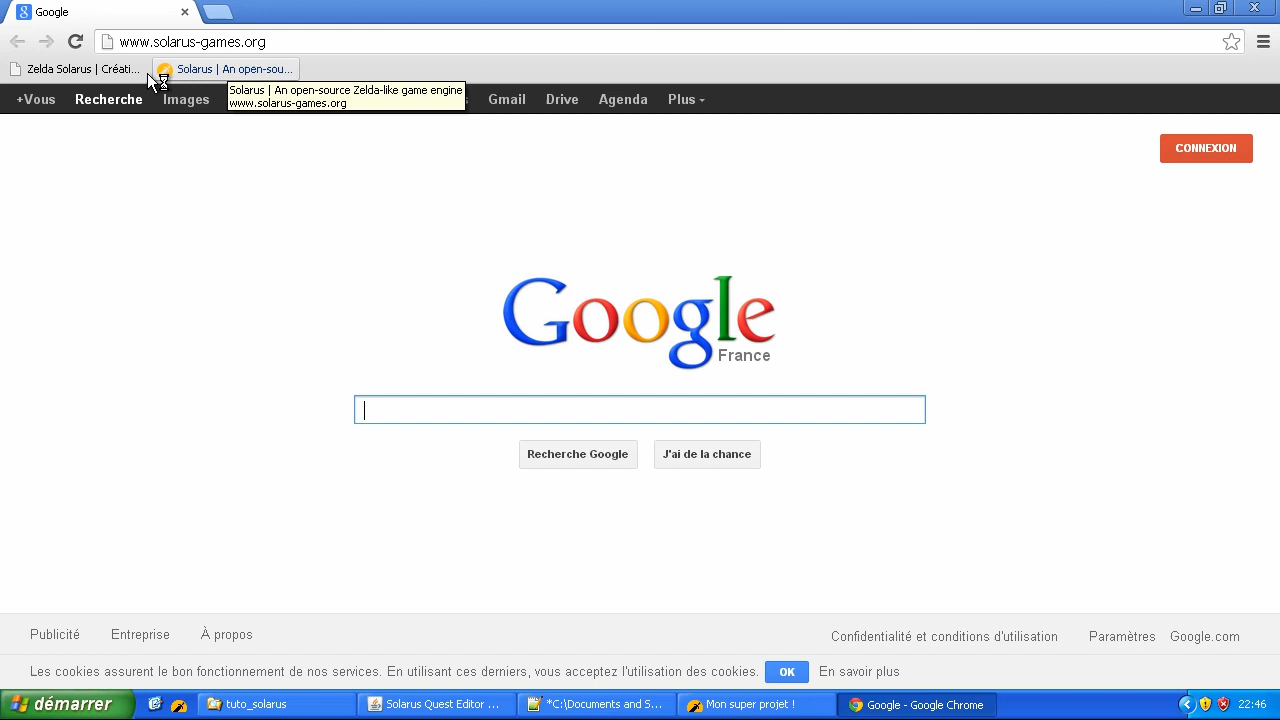 Google
www.solarus-games.org
Zelda Solarus | Créati...
Solarus | An open-sou...
Solarus | An open-source Zelda-like game engine
www.solarus-games.org
+Vous Recherche Images Gmail Drive Agenda Plus
CONNEXION
Google
France
Recherche Google J'ai de la chance
Publicité Entreprise À propos Confidentialité et conditions d'utilisation Paramètres Google.com
Les cookies assurent le bon fonctionnement de nos services. En utilisant ces derniers, vous acceptez l'utilisation des cookies. OK En savoir plus
démarrer tuto_solarus Solarus Quest Editor ... *C:\Documents and S... Mon super projet ! Google - Google Chrome 22:46